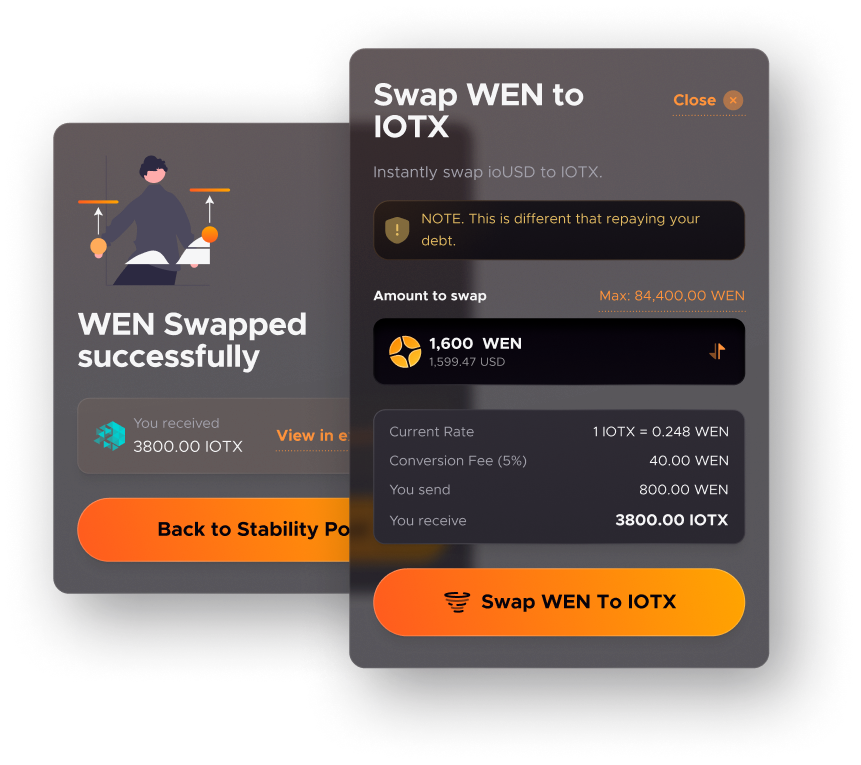 WEN Swapped
successfully
You received
3800.00 IOTX
View in e
Back to Stability Po
Swap WEN to
IOTX
Close
Instantly swap ioUSD to IOTX.
NOTE. This is different that repaying your
debt.
Amount to swap
Max: 84,400,00 WEN
1,600 WEN
1,599.47 USD
Current Rate
1 IOTX = 0.248 WEN
Conversion Fee (5%)
40.00 WEN
You send
800.00 WEN
You receive
3800.00 IOTX
Swap WEN To IOTX